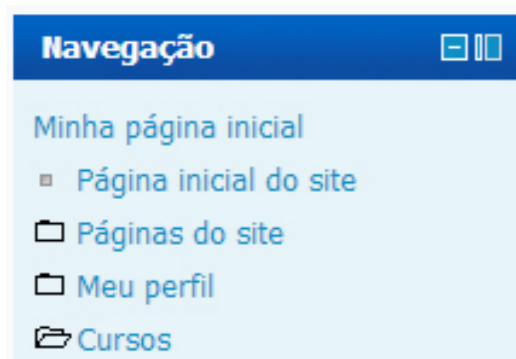 Navegação
Minha página inicial
Página inicial do site
Páginas do site
Meu perfil
Cursos